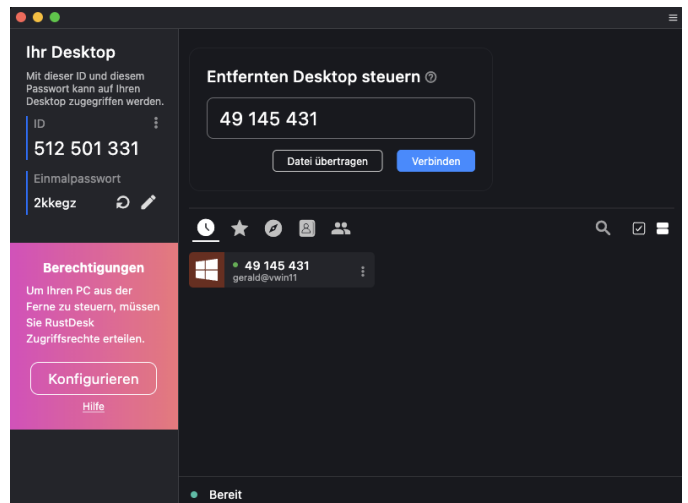 Ihr Desktop
Mit dieser ID und diesem
Passwort kann auf Ihren
Desktop zugegriffen werden.
ID
512 501 331
Einmalpasswort
2kkegz
Berechtigungen
Um Ihren PC aus der
Ferne zu steuern, müssen
Sie RustDesk
Zugriffsrechte erteilen.
Konfigurieren
Hilfe
Entfernten Desktop steuern
49 145 431
Datei übertragen
Verbinden
49 145 431
gerald@vwin11
Bereit